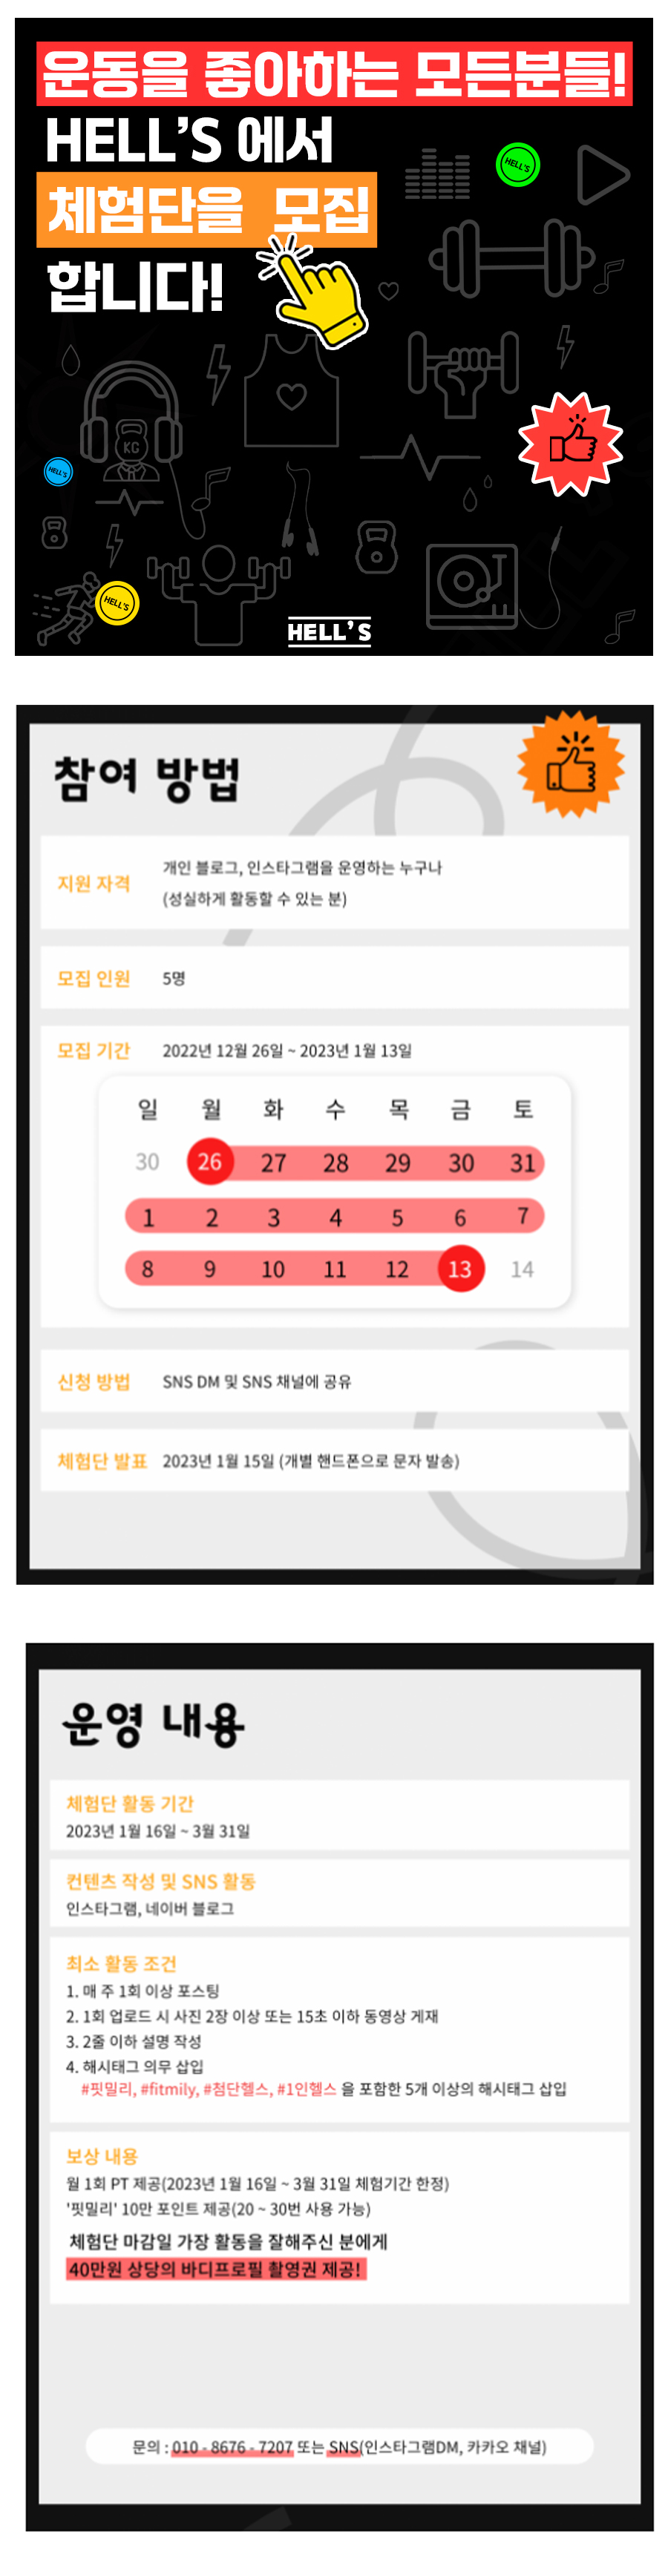 운동을 좋아하는 모든분들!
HELL'S 에서
체험단을 모집
합니다!
HELL'S
KG
HELL'S
HELL'S
HELL'S
참여 방법
지원 자격
개인 블로그, 인스타그램을 운영하는 누구나
(성실하게 활동할 수 있는 분)
모집 인원 5명
모집 기간 2022년 12월 26일 ~ 2023년 1월 13일
일 월 화 수 목 금 토
30 26 27 28 29 30 31
1 2 3 4 5 6 7
8 9 10 11 12 13 14
신청 방법 SNS DM 및 SNS 채널에 공유
체험단 발표 2023년 1월 15일 (개별 핸드폰으로 문자 발송)
운영 내용
체험단 활동 기간
2023년 1월 16일 ~ 3월 31일
컨텐츠 작성 및 SNS 활동
인스타그램, 네이버 블로그
최소 활동 조건
1. 매 주 1회 이상 포스팅
2. 1회 업로드 시 사진 2장 이상 또는 15초 이하 동영상 게재
3. 2줄 이하 설명 작성
4. 해시태그 의무 삽입
#핏밀리, #fitmily, #첨단헬스, #1인헬스 을 포함한 5개 이상의 해시태그 삽입
보상 내용
월 1회 PT 제공(2023년 1월 16일 ~ 3월 31일 체험기간 한정)
'핏밀리' 10만 포인트 제공(20 ~ 30번 사용 가능)
체험단 마감일 가장 활동을 잘해주신 분에게
40만원 상당의 바디프로필 촬영권 제공!
문의 : 010 - 8676 - 7207 또는 SNS(인스타그램DM, 카카오 채널)